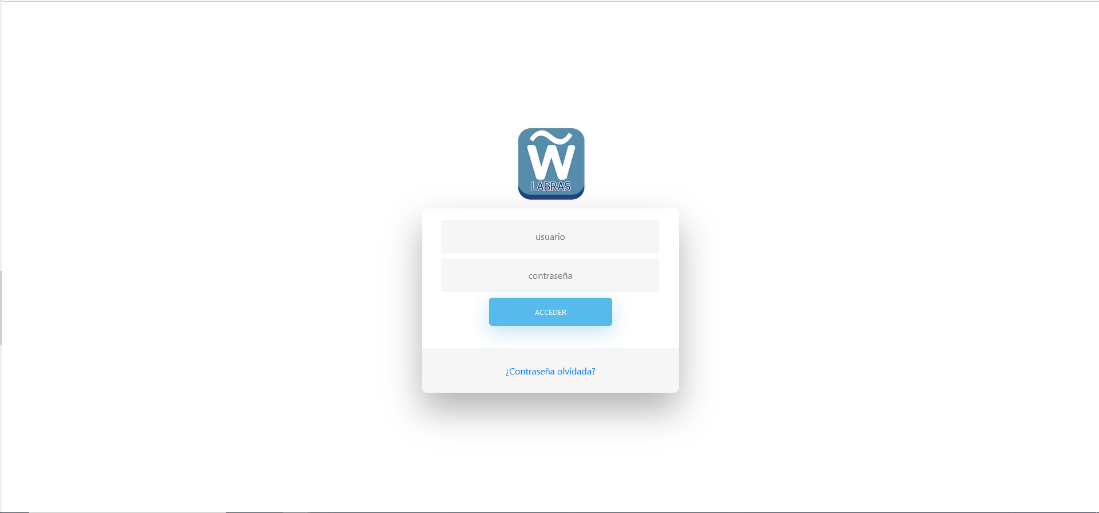 W̃
LABRAS
usuario
contraseña
ACCEDER
¿Contraseña olvidada?